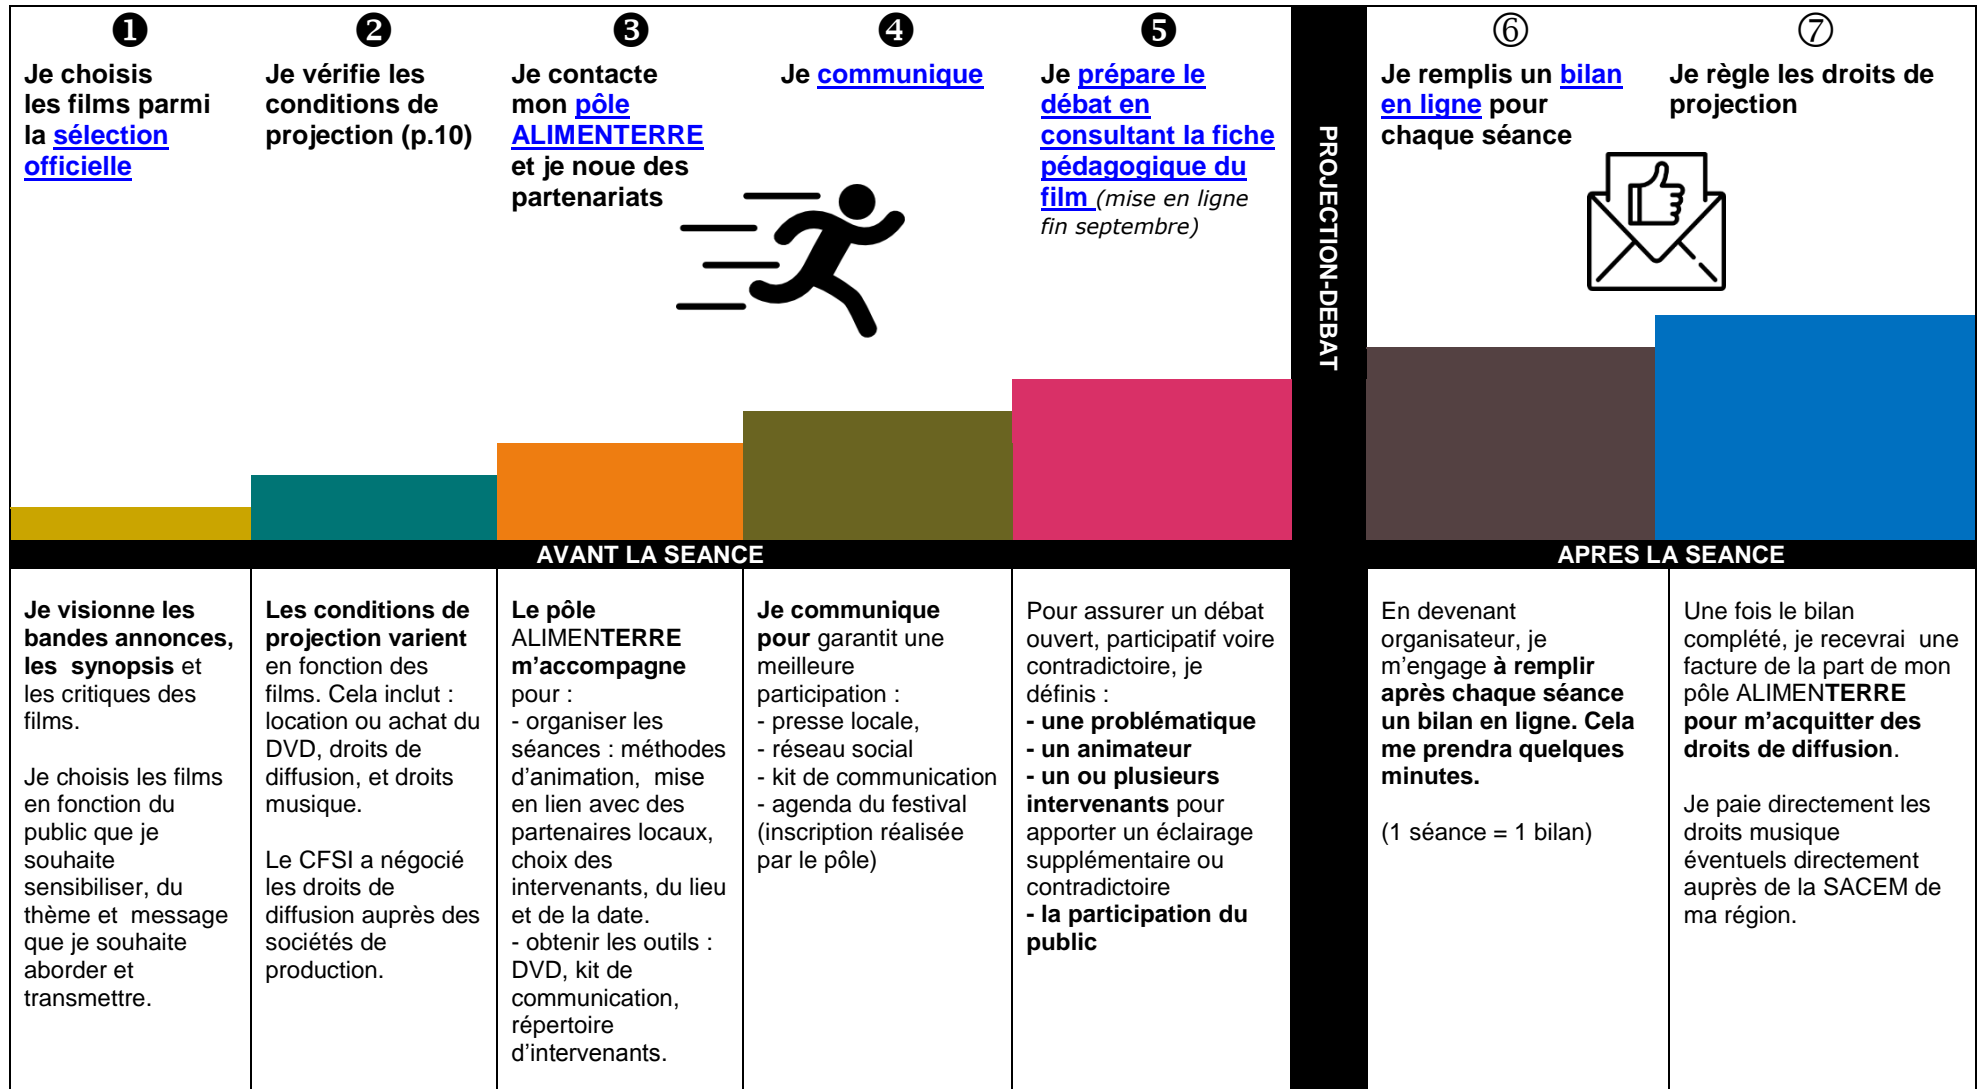 ❶
Je choisis
les films parmi
la sélection
officielle
❷
Je vérifie les
conditions de
projection (p.10)
❸
Je contacte
mon pôle
ALIMENTERRE
et je noue des
partenariats
❹
Je communique
❺
Je prépare le
débat en
consultant la fiche
pédagogique du
film (mise en ligne
fin septembre)
PROJECTION-DEBAT
⑥
Je remplis un bilan
en ligne pour
chaque séance
⑦
Je règle les droits de
projection
AVANT LA SEANCE
APRES LA SEANCE
Je visionne les
bandes annonces,
les synopsis et
les critiques des
films.
Je choisis les films
en fonction du
public que je
souhaite
sensibiliser, du
thème et message
que je souhaite
aborder et
transmettre.
Les conditions de
projection varient
en fonction des
films. Cela inclut :
location ou achat du
DVD, droits de
diffusion, et droits
musique.
Le CFSI a négocié
les droits de
diffusion auprès des
sociétés de
production.
Le pôle
ALIMENTERRE
m’accompagne
pour :
- organiser les
séances : méthodes
d’animation, mise
en lien avec des
partenaires locaux,
choix des
intervenants, du lieu
et de la date.
- obtenir les outils :
DVD, kit de
communication,
répertoire
d’intervenants.
Je communique
pour garantit une
meilleure
participation :
- presse locale,
- réseau social
- kit de communication
- agenda du festival
(inscription réalisée
par le pôle)
Pour assurer un débat
ouvert, participatif voire
contradictoire, je
définis :
- une problématique
- un animateur
- un ou plusieurs
intervenants pour
apporter un éclairage
supplémentaire ou
contradictoire
- la participation du
public
En devenant
organisateur, je
m’engage à remplir
après chaque séance
un bilan en ligne. Cela
me prendra quelques
minutes.
(1 séance = 1 bilan)
Une fois le bilan
complété, je recevrai une
facture de la part de mon
pôle ALIMENTERRE
pour m’acquitter des
droits de diffusion.
Je paie directement les
droits musique
éventuels directement
auprès de la SACEM de
ma région.